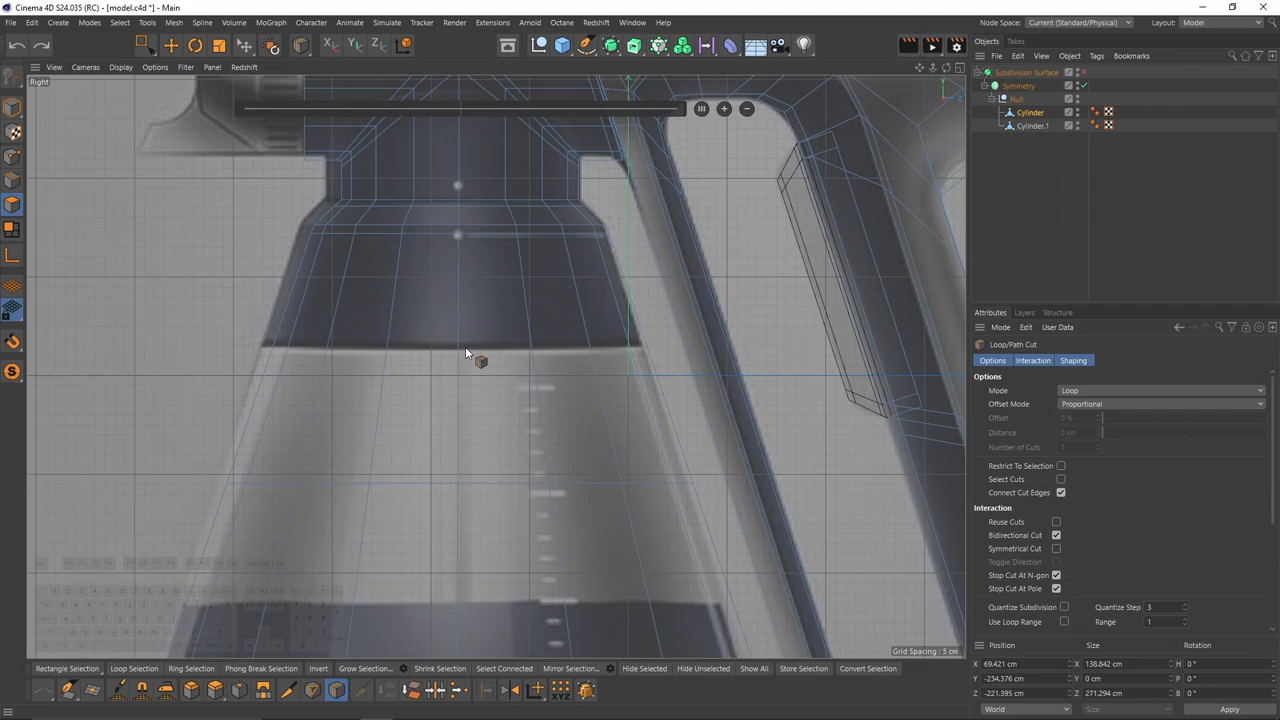 Cinema 4D S24.035 (RC) - [model.c4d *] - Main
File Edit Create Modes Select Tools Mesh Spline Volume MoGraph Character Animate Simulate Tracker Render Extensions Arnold Octane Redshift Window Help
Node Space: Current (Standard/Physical) Layout: Model
Objects Takes
File Edit View Object Tags Bookmarks
View Cameras Display Options Filter Panel Redshift
Right
Subdivision Surface
Symmetry
Null
Cylinder
Cylinder.1
Attributes Layers Structure
Mode Edit User Data
Loop/Path Cut
Options Interaction Shaping
Options
Mode Loop
Offset Mode Proportional
Offset 0 %
Distance 0 cm
Number of Cuts 1
Restrict To Selection
Select Cuts
Connect Cut Edges
Interaction
Reuse Cuts
Bidirectional Cut
Symmetrical Cut
Toggle Direction
Stop Cut At N-gon
Stop Cut At Pole
Quantize Subdivision Quantize Step 3
Use Loop Range Range 1
Grid Spacing : 5 cm
Position Size Rotation
X 69.421 cm X 138.842 cm H 0 °
Y -234.376 cm Y 0 cm P 0 °
Z -221.395 cm Z 271.294 cm B 0 °
World Size Apply
Rectangle Selection Loop Selection Ring Selection Phong Break Selection Invert Grow Selection... Shrink Selection Select Connected Mirror Selection... Hide Selected Hide Unselected Show All Store Selection Convert Selection